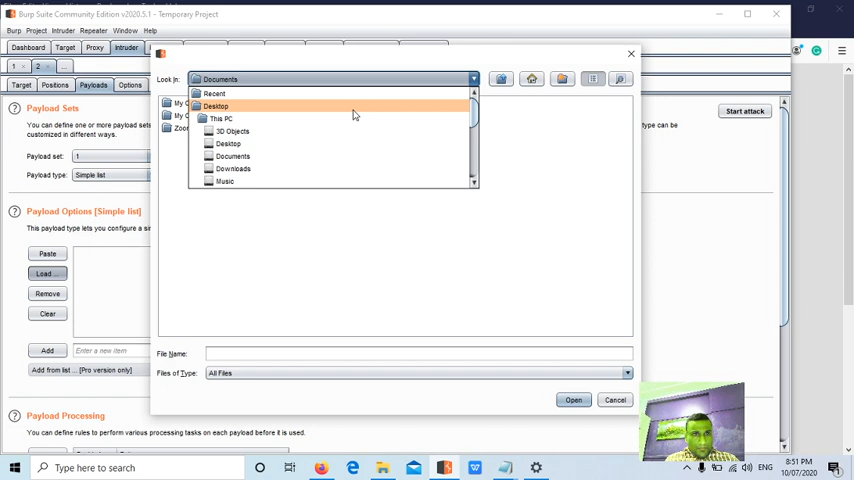 Burp Suite Community Edition v2020.5.1 - Temporary Project
Burp Project Intruder Repeater Window Help
Dashboard Target Proxy Intruder
1 × 2 × ...
Target Positions Payloads Options
Look in: Documents
Recent
Desktop
This PC
3D Objects
Desktop
Documents
Downloads
Music
My
My
Zoo
Payload Sets
Start attack
You can define one or more payload sets
type can be
customized in different ways.
Payload set: 1
Payload type: Simple list
Payload Options [Simple list]
This payload type lets you configure a si
Paste
Load ...
Remove
Clear
Add Enter a new item
Add from list ... [Pro version only]
File Name:
Files of Type: All Files
Open Cancel
Payload Processing
You can define rules to perform various processing tasks on each payload before it is used.
Type here to search
ENG
8:51 PM
10/07/2020